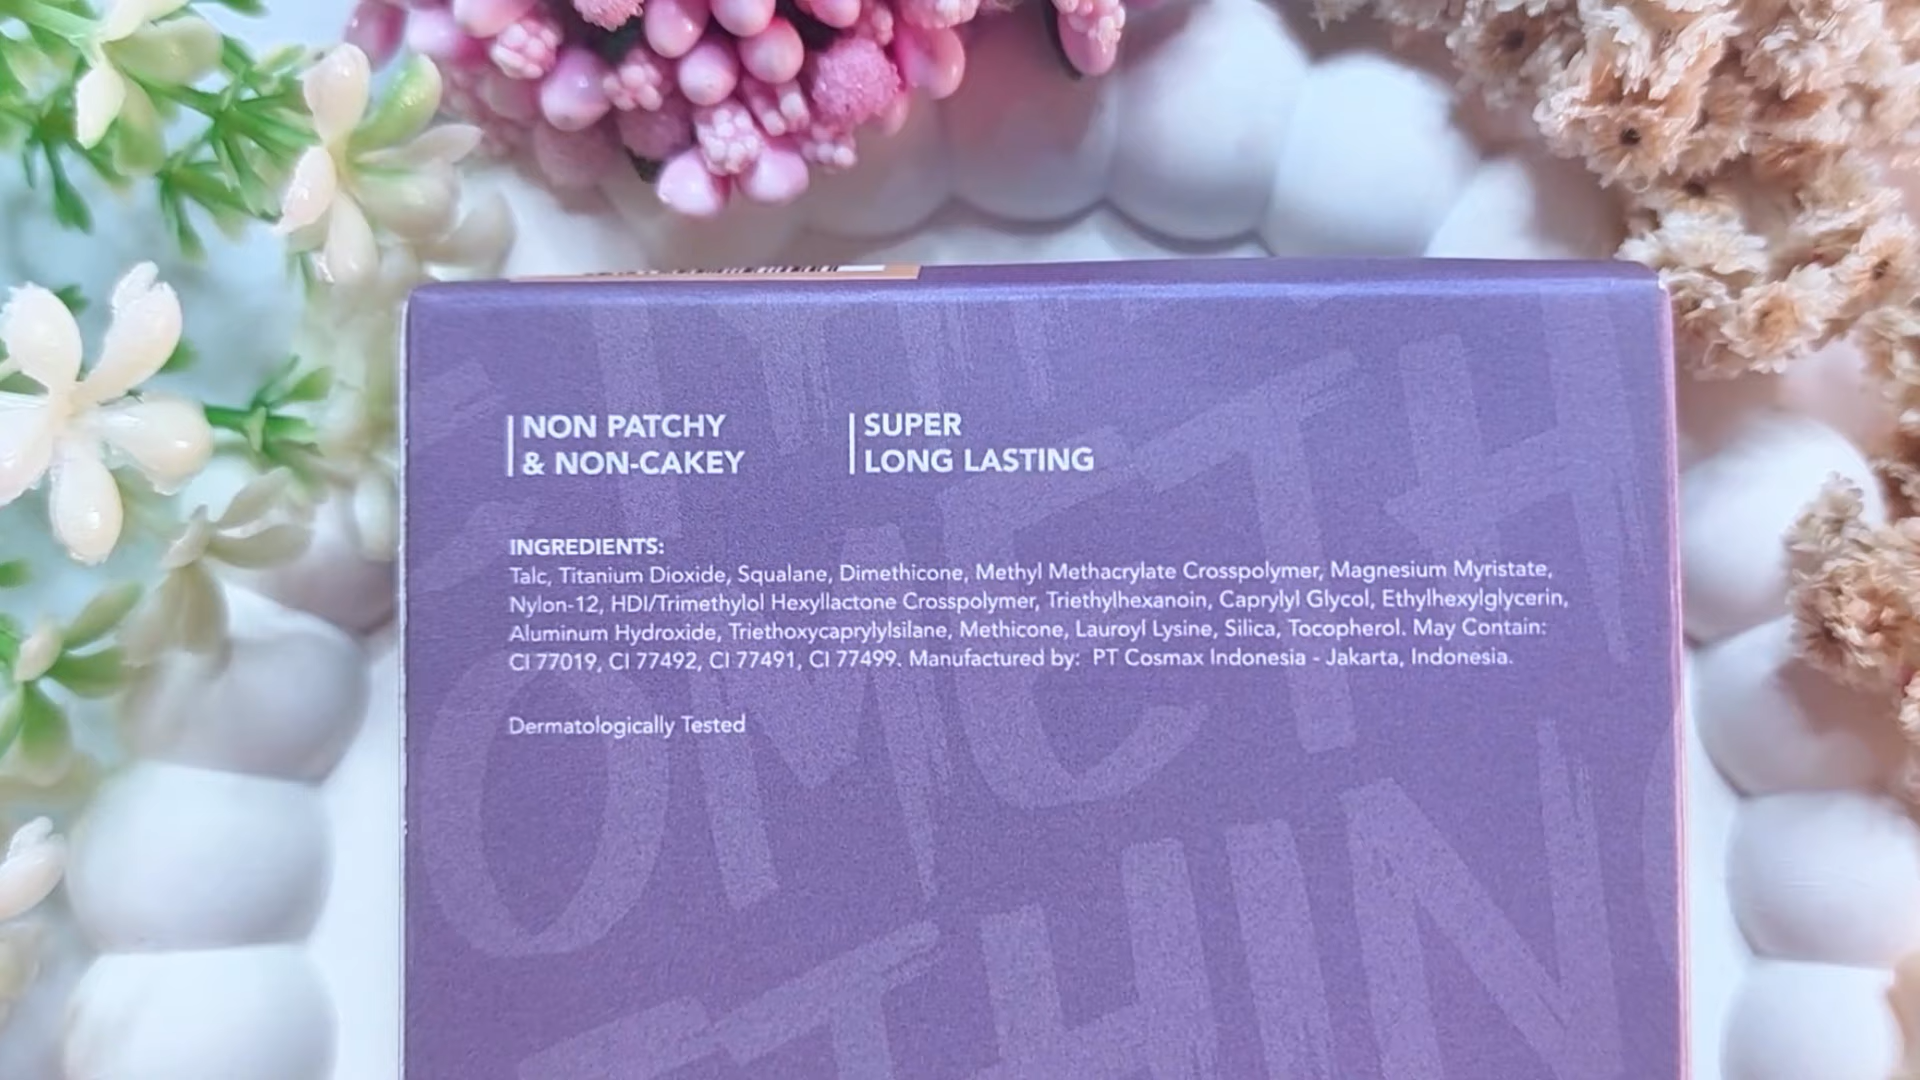 NON PATCHY
& NON-CAKEY
SUPER
LONG LASTING
INGREDIENTS:
Talc, Titanium Dioxide, Squalane, Dimethicone, Methyl Methacrylate Crosspolymer, Magnesium Myristate,
Nylon-12, HDI/Trimethylol Hexyllactone Crosspolymer, Triethylhexanoin, Caprylyl Glycol, Ethylhexylglycerin,
Aluminum Hydroxide, Triethoxycaprylylsilane, Methicone, Lauroyl Lysine, Silica, Tocopherol. May Contain:
CI 77019, CI 77492, CI 77491, CI 77499. Manufactured by: PT Cosmax Indonesia - Jakarta, Indonesia.
Dermatologically Tested
OMETH
ETHIN